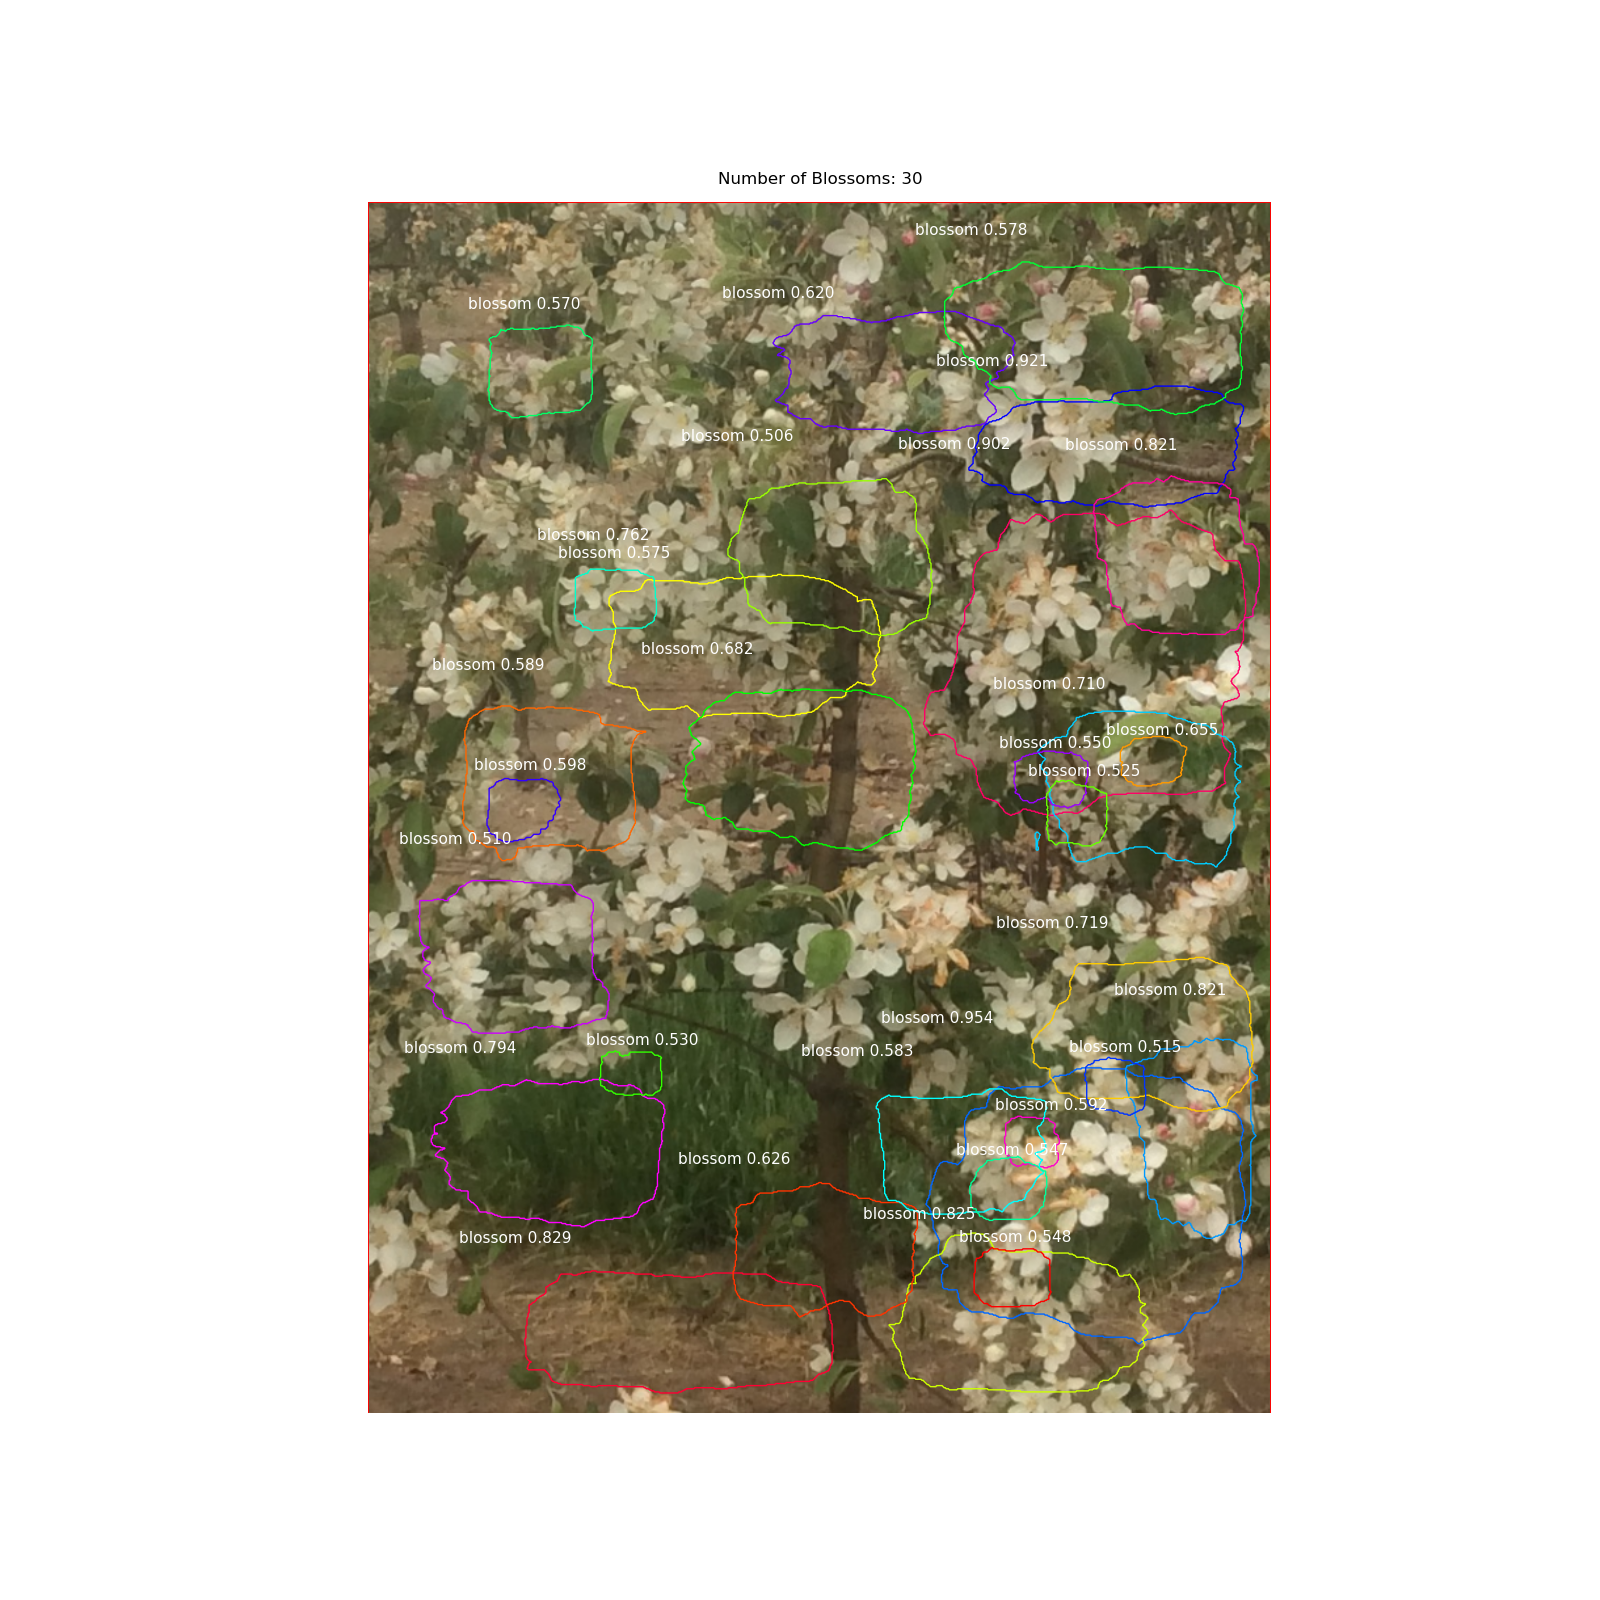 Number of Blossoms: 30
blossom 0.578
blossom 0.620
blossom 0.570
blossom 0.921
blossom 0.506
blossom 0.902
blossom 0.821
blossom 0.762
blossom 0.575
blossom 0.682
blossom 0.589
blossom 0.710
blossom 0.655
blossom 0.550
blossom 0.598
blossom 0.525
blossom 0.510
blossom 0.719
blossom 0.821
blossom 0.954
blossom 0.530
blossom 0.794
blossom 0.583
blossom 0.515
blossom 0.592
blossom 0.547
blossom 0.626
blossom 0.825
blossom 0.829
blossom 0.548